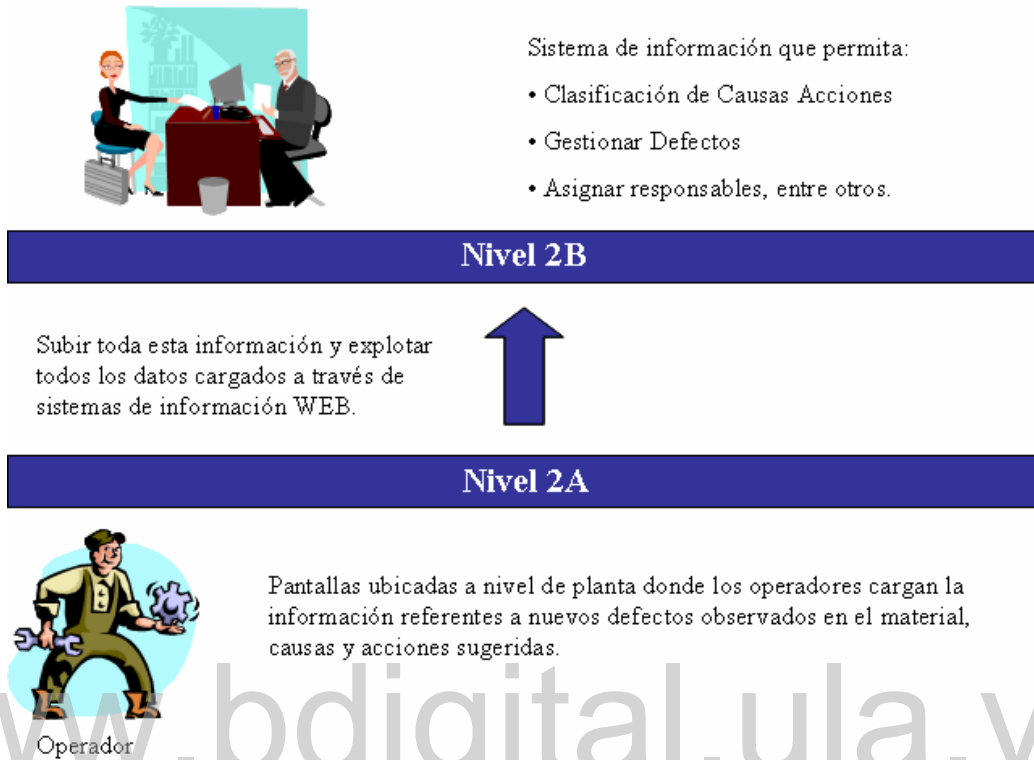 Sistema de información que permita:
• Clasificación de Causas Acciones
• Gestionar Defectos
• Asignar responsables, entre otros.
Nivel 2B
Subir toda esta información y explotar
todos los datos cargados a través de
sistemas de información WEB.
Nivel 2A
Pantallas ubicadas a nivel de planta donde los operadores cargan la
información referentes a nuevos defectos observados en el material,
causas y acciones sugeridas.
www.bdigital.ula.v
Operador